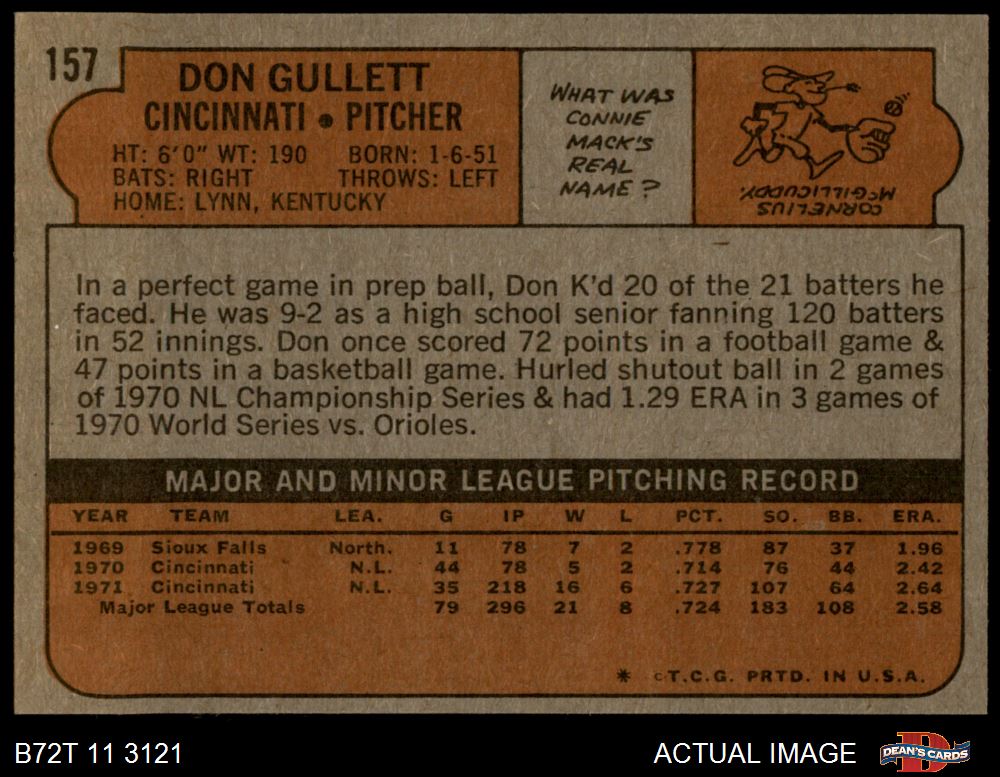 157
DON GULLETT
CINCINNATI • PITCHER
HT: 6'0" WT: 190 BORN: 1-6-51
BATS: RIGHT THROWS: LEFT
HOME: LYNN, KENTUCKY
WHAT WAS
CONNIE
MACK'S
REAL
NAME?
CORNELIUS
McGILLICUDDY.
In a perfect game in prep ball, Don K'd 20 of the 21 batters he
faced. He was 9-2 as a high school senior fanning 120 batters
in 52 innings. Don once scored 72 points in a football game &
47 points in a basketball game. Hurled shutout ball in 2 games
of 1970 NL Championship Series & had 1.29 ERA in 3 games of
1970 World Series vs. Orioles.
MAJOR AND MINOR LEAGUE PITCHING RECORD
YEAR TEAM LEA. G IP W L PCT. SO. BB. ERA.
1969 Sioux Falls North. 11 78 7 2 .778 87 37 1.96
1970 Cincinnati N.L. 44 78 5 2 .714 76 44 2.42
1971 Cincinnati N.L. 35 218 16 6 .727 107 64 2.64
Major League Totals 79 296 21 8 .724 183 108 2.58
* ©T.C.G. PRTD. IN U.S.A.
B72T 11 3121 ACTUAL IMAGE DEAN'S CARDS